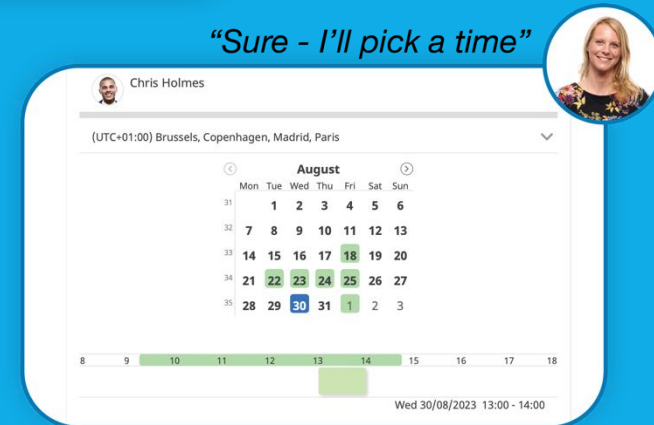 “Sure - I’ll pick a time”
Chris Holmes
(UTC+01:00) Brussels, Copenhagen, Madrid, Paris
August
Mon Tue Wed Thu Fri Sat Sun
31 1 2 3 4 5 6
32 7 8 9 10 11 12 13
33 14 15 16 17 18 19 20
34 21 22 23 24 25 26 27
35 28 29 30 31 1 2 3
8 9 10 11 12 13 14 15 16 17 18
Wed 30/08/2023 13:00 - 14:00